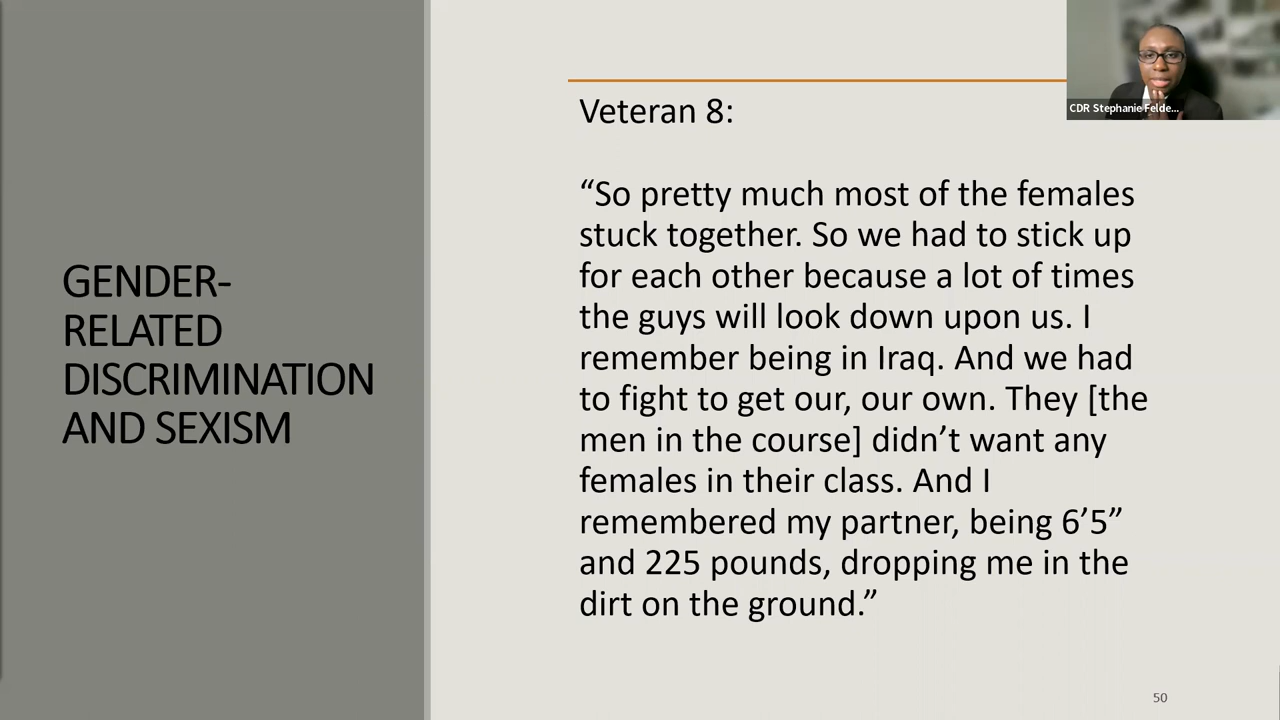 GENDER-
RELATED
DISCRIMINATION
AND SEXISM
Veteran 8:
“So pretty much most of the females
stuck together. So we had to stick up
for each other because a lot of times
the guys will look down upon us. I
remember being in Iraq. And we had
to fight to get our, our own. They [the
men in the course] didn’t want any
females in their class. And I
remembered my partner, being 6’5”
and 225 pounds, dropping me in the
dirt on the ground.”
CDR Stephanie Felde...
50